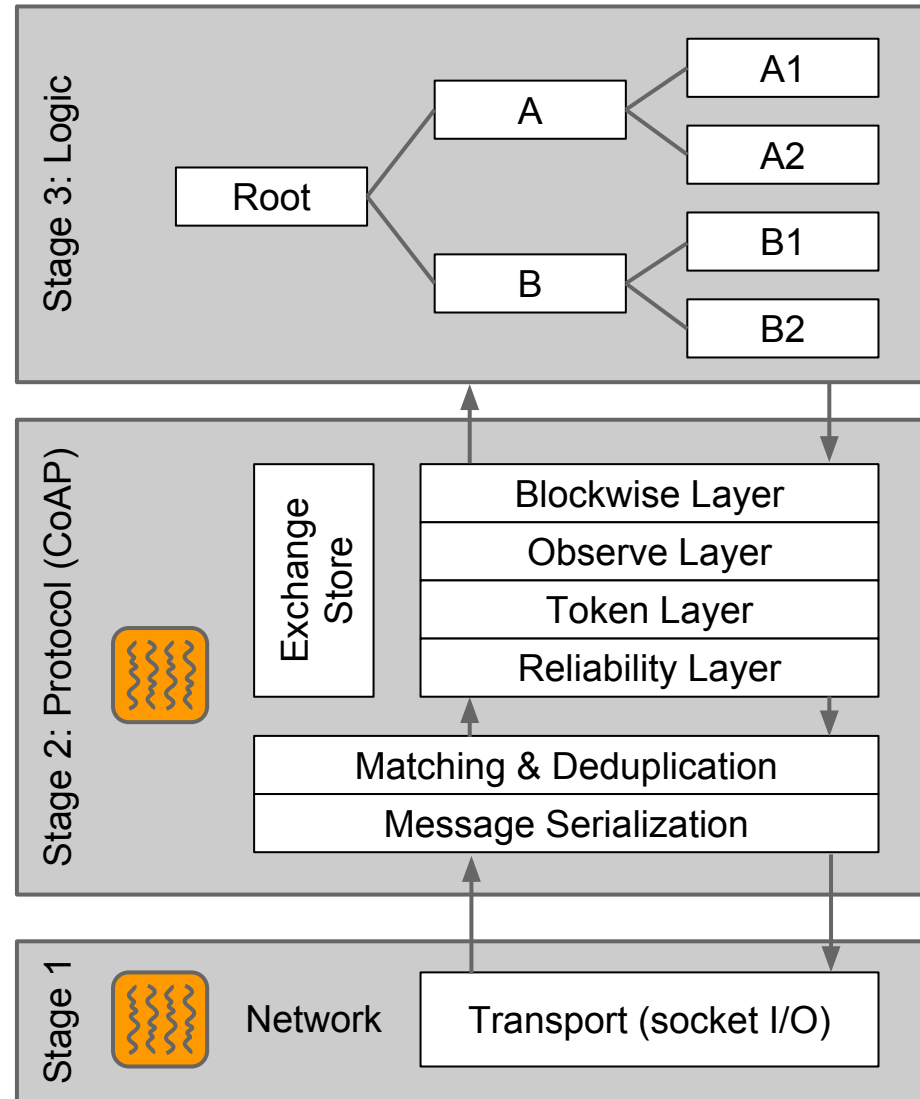 Stage 3: Logic
Root
A
B
A1
A2
B1
B2
Stage 2: Protocol (CoAP)
Exchange
Store
Blockwise Layer
Observe Layer
Token Layer
Reliability Layer
Matching & Deduplication
Message Serialization
Stage 1
Network
Transport (socket I/O)